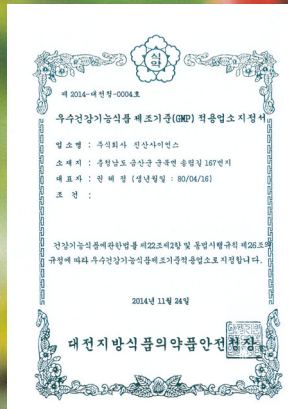 식약
제 2014-대전청-0004호
우수건강기능식품 제조기준(GMP) 적용업소지정서
업 소 명 : 주식회사 진산사이언스
소 재 지 : 충청남도 금산군 금곡면 송림길 167번지
대 표 자 : 권 혜 정 (생년월일 : 80/04/16)
조 건 :
건강기능식품에관한법률 제22조제2항 및 동법시행규칙 제26조의
규정에 따라 우수건강기능식품제조기준적용업소로지정합니다.
2014년 11월 24일
대전지방식품의약품안전청장